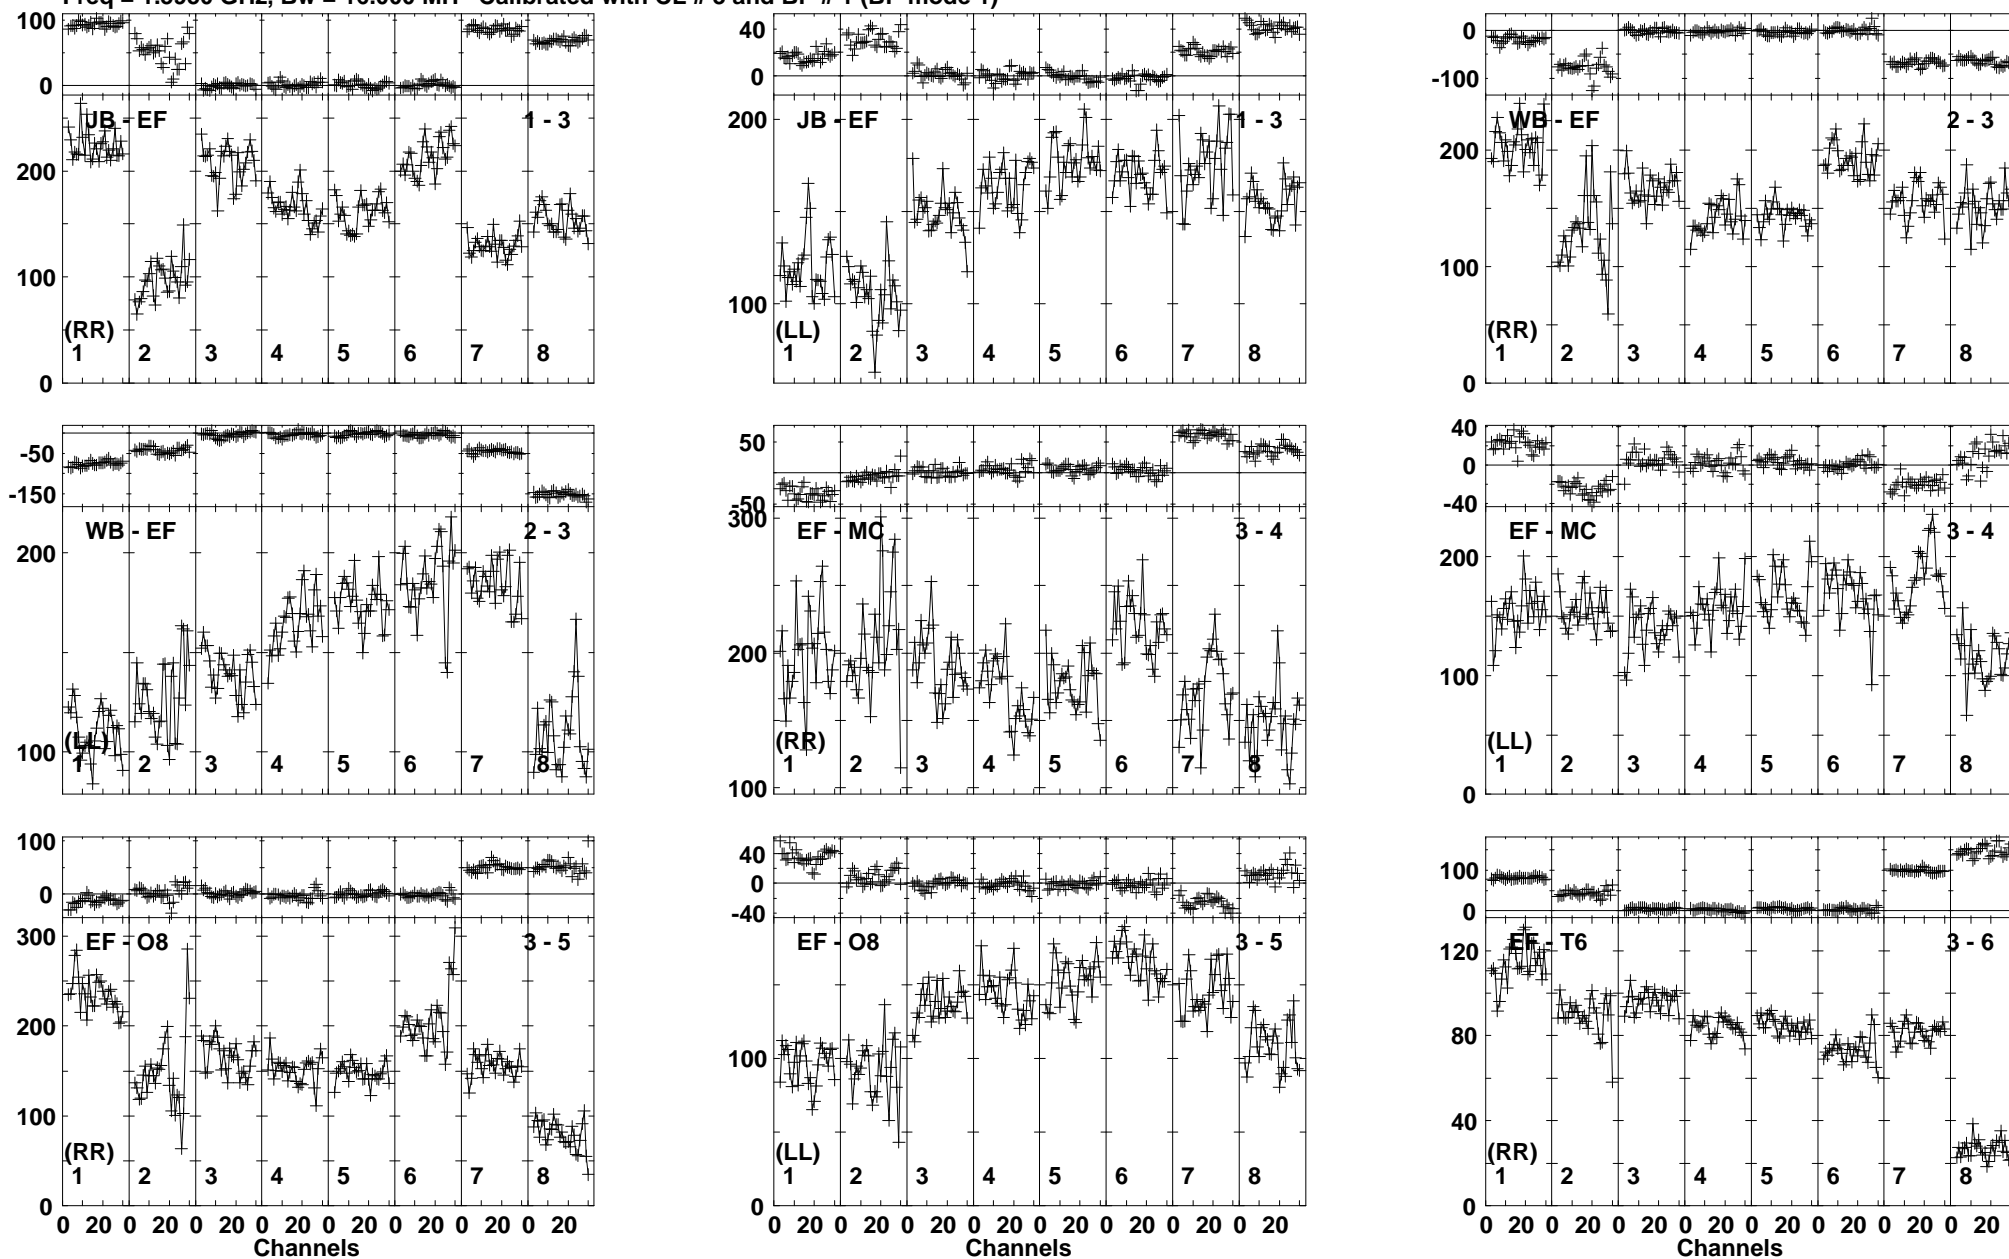 100 0 40 20 0 0 -100
JB - EF 1 - 3 JB - EF 1 - 3 WB - EF 2 - 3
200 100 0 200 100 200 100 0
(RR) (LL) (RR)
1 2 3 4 5 6 7 8 1 2 3 4 5 6 7 8 1 2 3 4 5 6 7 8
-50 -150 50 -50 40 0 -40
WB - EF 2 - 3 EF - MC 3 - 4 EF - MC 3 - 4
200 100 300 200 100 200 100 0
(LL) (RR) (LL)
1 2 3 4 5 6 7 8 1 2 3 4 5 6 7 8 1 2 3 4 5 6 7 8
100 0 40 0 -40 100 0
EF - O8 3 - 5 EF - O8 3 - 5 EF - T6 3 - 6
300 200 100 0 100 0 120 80 40 0
(RR) (LL) (RR)
1 2 3 4 5 6 7 8 1 2 3 4 5 6 7 8 1 2 3 4 5 6 7 8
0 20 0 20 0 20 0 20 0 20 0 20 0 20 0 20 0 20 0 20 0 20 0 20 0 20 0 20 0 20 0 20 0 20 0 20 0 20 0 20 0 20 0 20 0 20 0 20
Channels Channels Channels